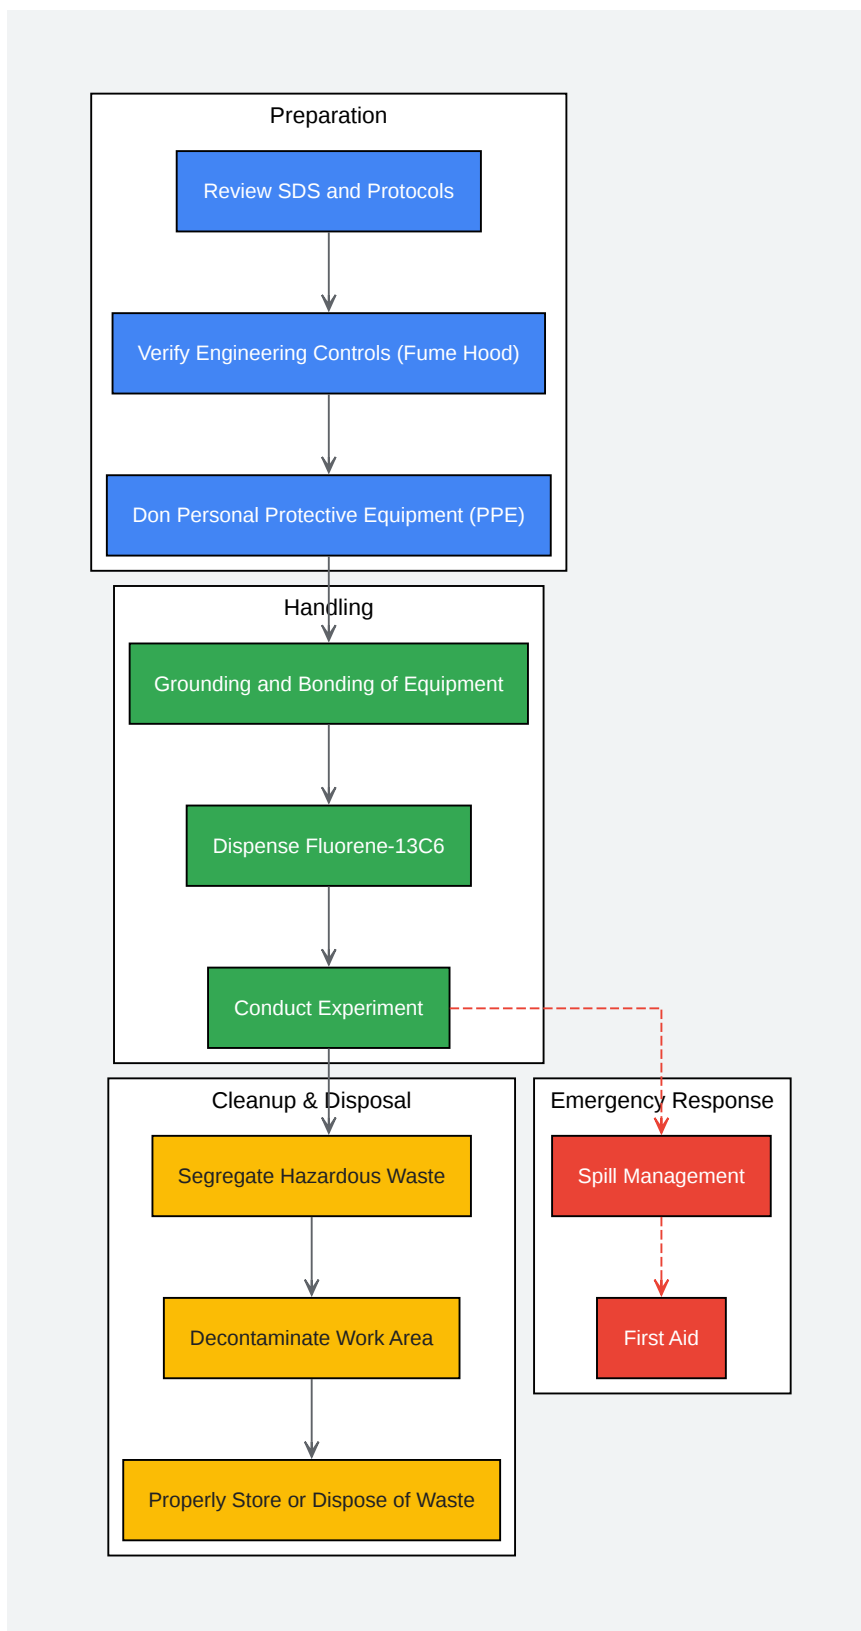 Preparation
Review SDS and Protocols
Verify Engineering Controls (Fume Hood)
Don Personal Protective Equipment (PPE)
Handling
Grounding and Bonding of Equipment
Dispense Fluorene-13C6
Conduct Experiment
Cleanup & Disposal
Segregate Hazardous Waste
Decontaminate Work Area
Properly Store or Dispose of Waste
Emergency Response
Spill Management
First Aid